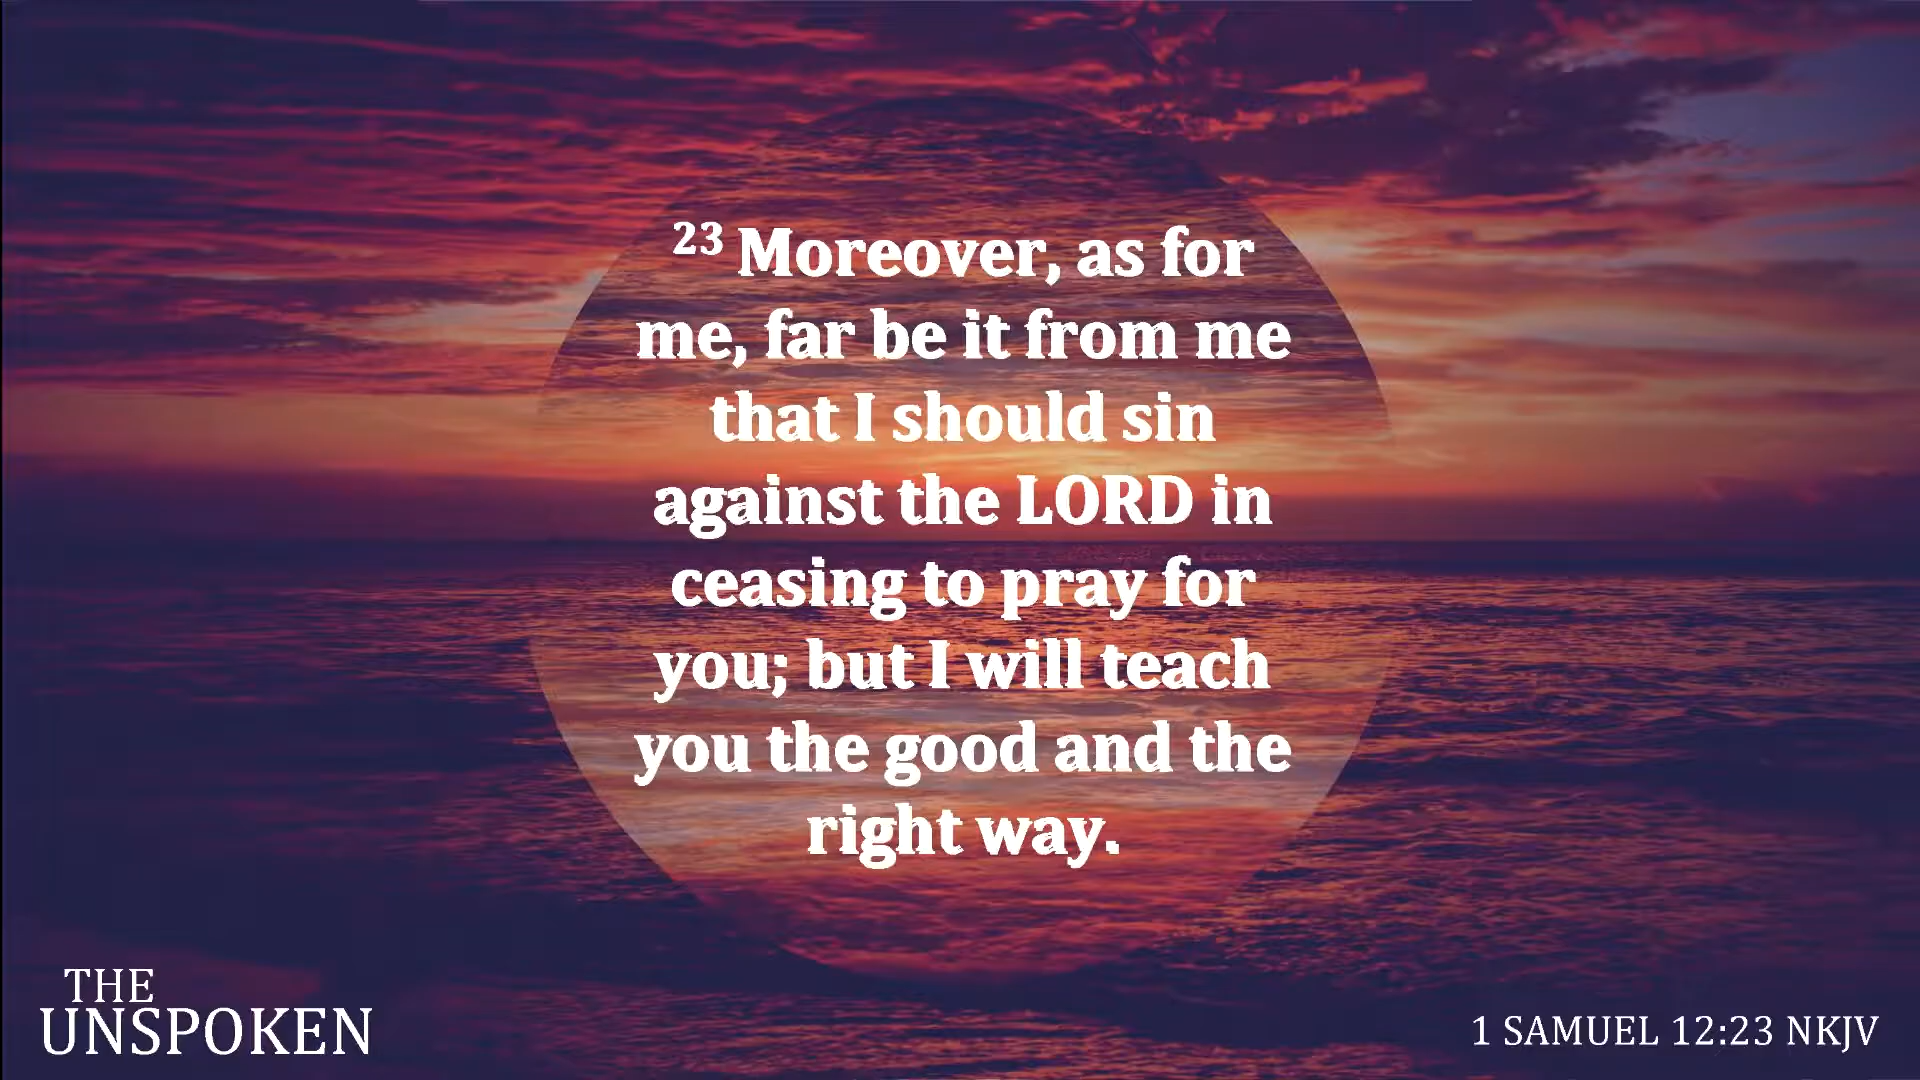 23 Moreover, as for
me, far be it from me
that I should sin
against the LORD in
ceasing to pray for
you; but I will teach
you the good and the
right way.
THE
UNSPOKEN
1 SAMUEL 12:23 NKJV